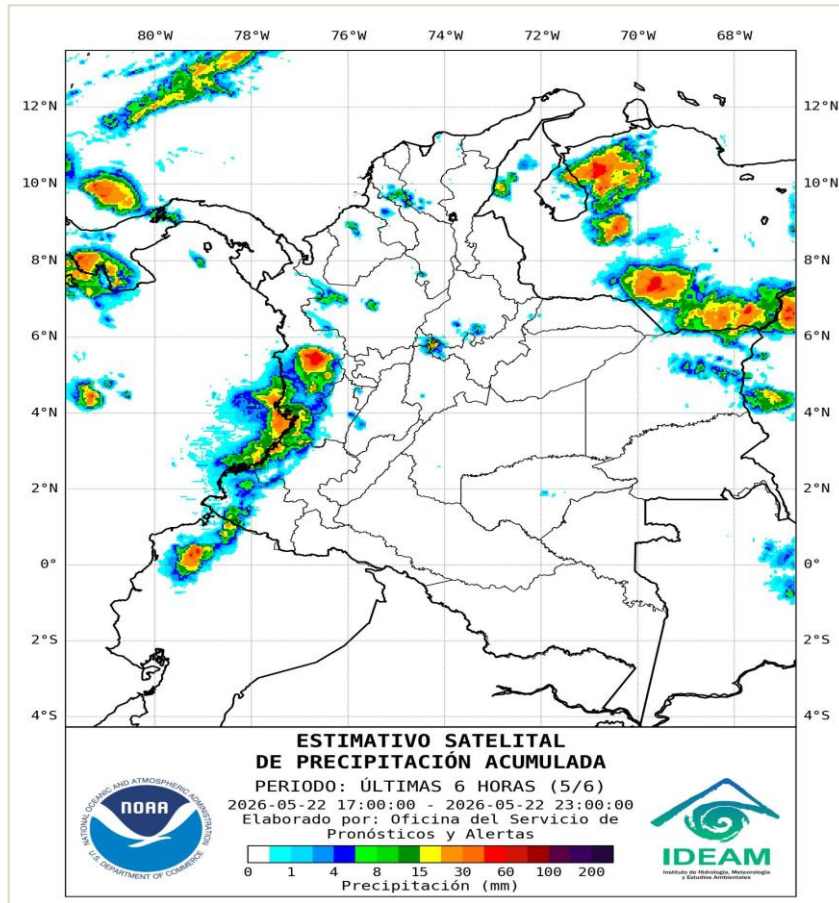 80°W 78°W 76°W 74°W 72°W 70°W 68°W
12°N 12°N
10°N 10°N
8°N 8°N
6°N 6°N
4°N 4°N
2°N 2°N
0° 0°
2°S 2°S
4°S 4°S
ESTIMATIVO SATELITAL
DE PRECIPITACIÓN ACUMULADA
PERIODO: ÚLTIMAS 6 HORAS (5/6)
2026-05-22 17:00:00 - 2026-05-22 23:00:00
Elaborado por: Oficina del Servicio de
Pronósticos y Alertas
0 1 4 8 15 30 60 100 200
Precipitación (mm)
NATIONAL OCEANIC AND ATMOSPHERIC ADMINISTRATION
NOAA
U.S. DEPARTMENT OF COMMERCE
IDEAM
Instituto de Hidrología, Meteorología
y Estudios Ambientales